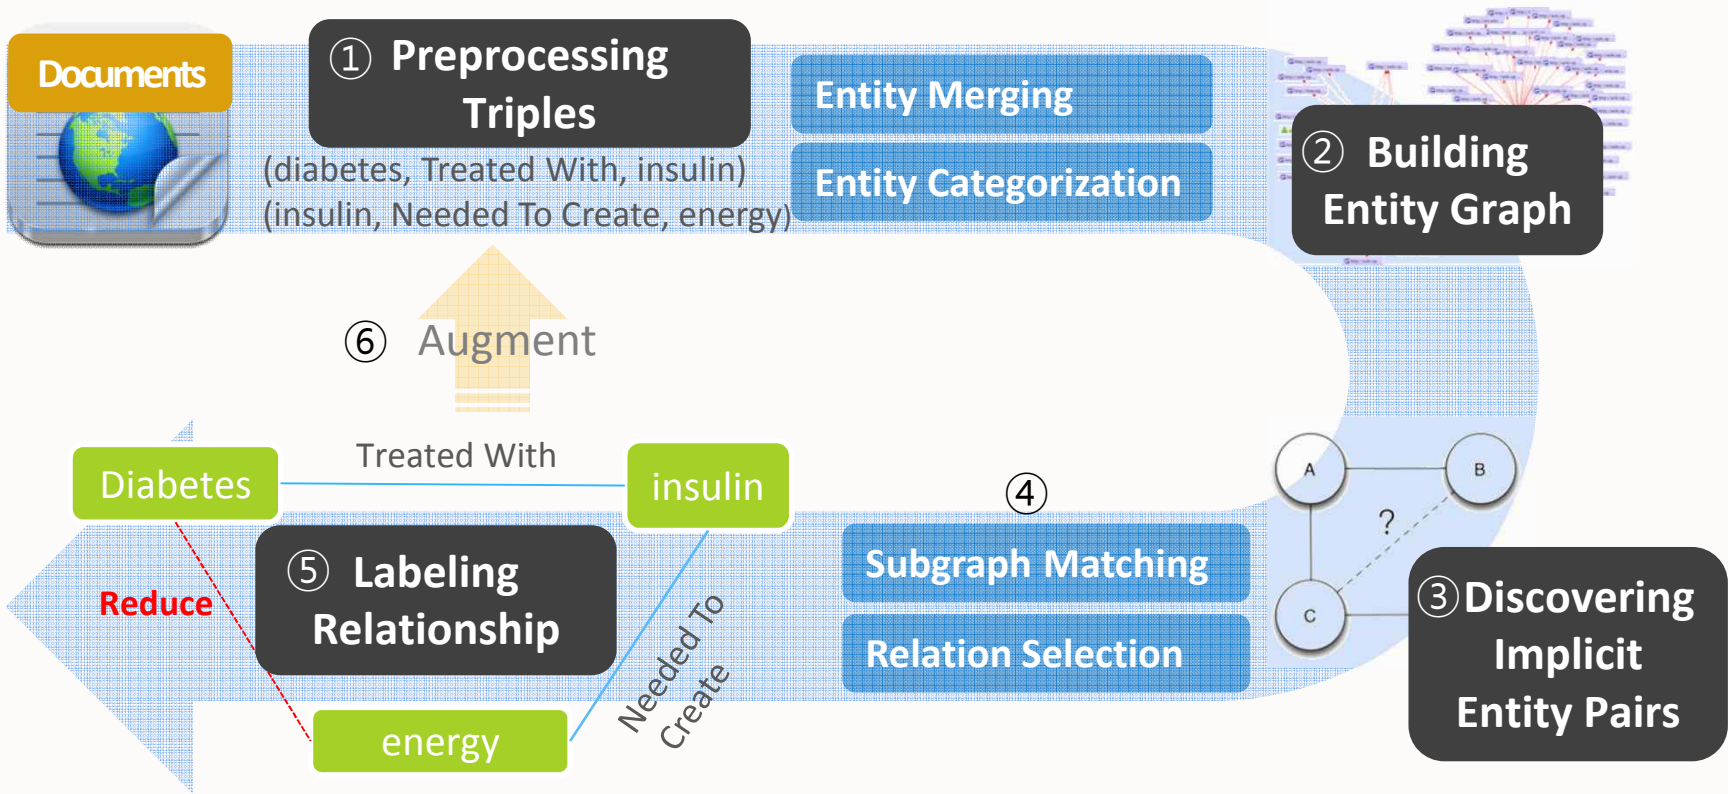 Documents
① Preprocessing
Triples
(diabetes, Treated With, insulin)
(insulin, Needed To Create, energy)
Entity Merging
Entity Categorization
② Building
Entity Graph
⑥ Augment
A
B
?
C
③ Discovering
Implicit
Entity Pairs
④
Subgraph Matching
Relation Selection
Treated With
Diabetes
insulin
⑤ Labeling
Relationship
Reduce
Needed To
Create
energy